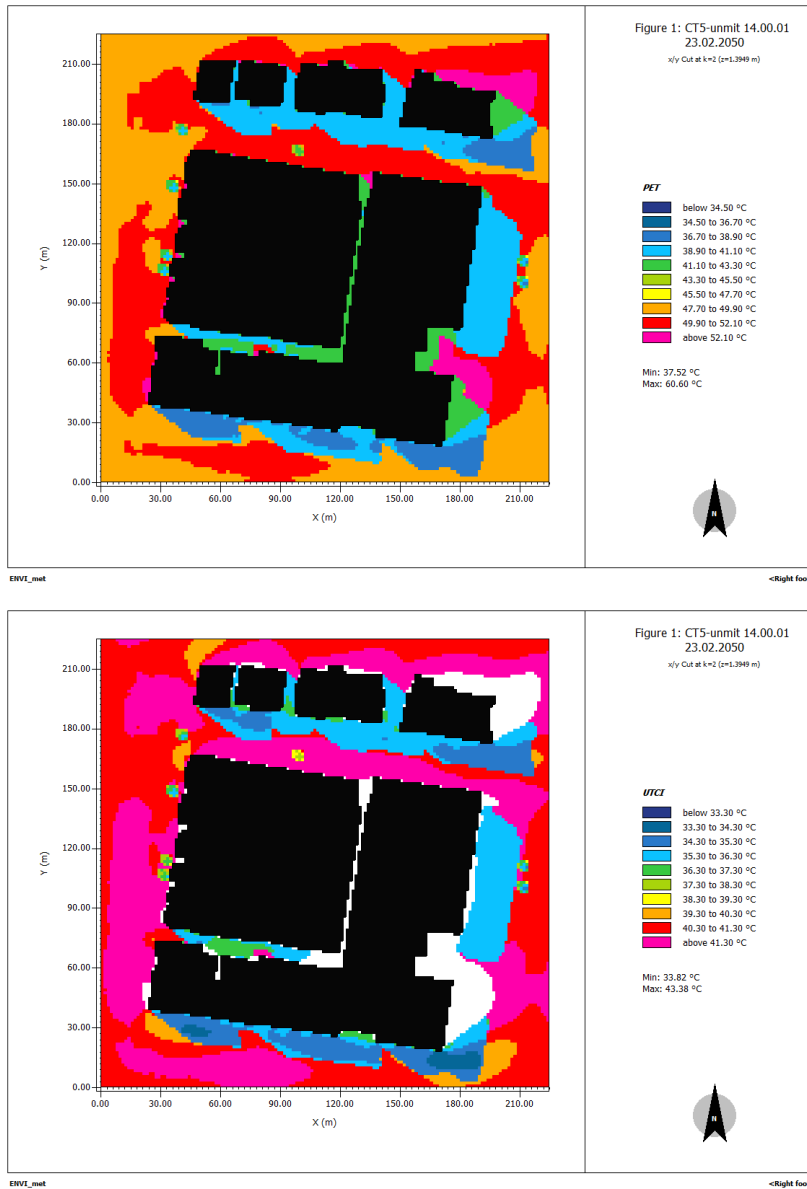 Figure 1: CT5-unmit 14.00.01
23.02.2050
x/y Cut at k=2 (z=1.3949 m)
210.00
180.00
150.00
120.00
90.00
60.00
30.00
0.00
Y (m)
0.00 30.00 60.00 90.00 120.00 150.00 180.00 210.00
X (m)
PET
below 34.50 °C
34.50 to 36.70 °C
36.70 to 38.90 °C
38.90 to 41.10 °C
41.10 to 43.30 °C
43.30 to 45.50 °C
45.50 to 47.70 °C
47.70 to 49.90 °C
49.90 to 52.10 °C
above 52.10 °C
Min: 37.52 °C
Max: 60.60 °C
N
ENVI_met
<Right foo
Figure 1: CT5-unmit 14.00.01
23.02.2050
x/y Cut at k=2 (z=1.3949 m)
210.00
180.00
150.00
120.00
90.00
60.00
30.00
0.00
Y (m)
0.00 30.00 60.00 90.00 120.00 150.00 180.00 210.00
X (m)
UTCI
below 33.30 °C
33.30 to 34.30 °C
34.30 to 35.30 °C
35.30 to 36.30 °C
36.30 to 37.30 °C
37.30 to 38.30 °C
38.30 to 39.30 °C
39.30 to 40.30 °C
40.30 to 41.30 °C
above 41.30 °C
Min: 33.82 °C
Max: 43.38 °C
N
ENVI_met
<Right foo